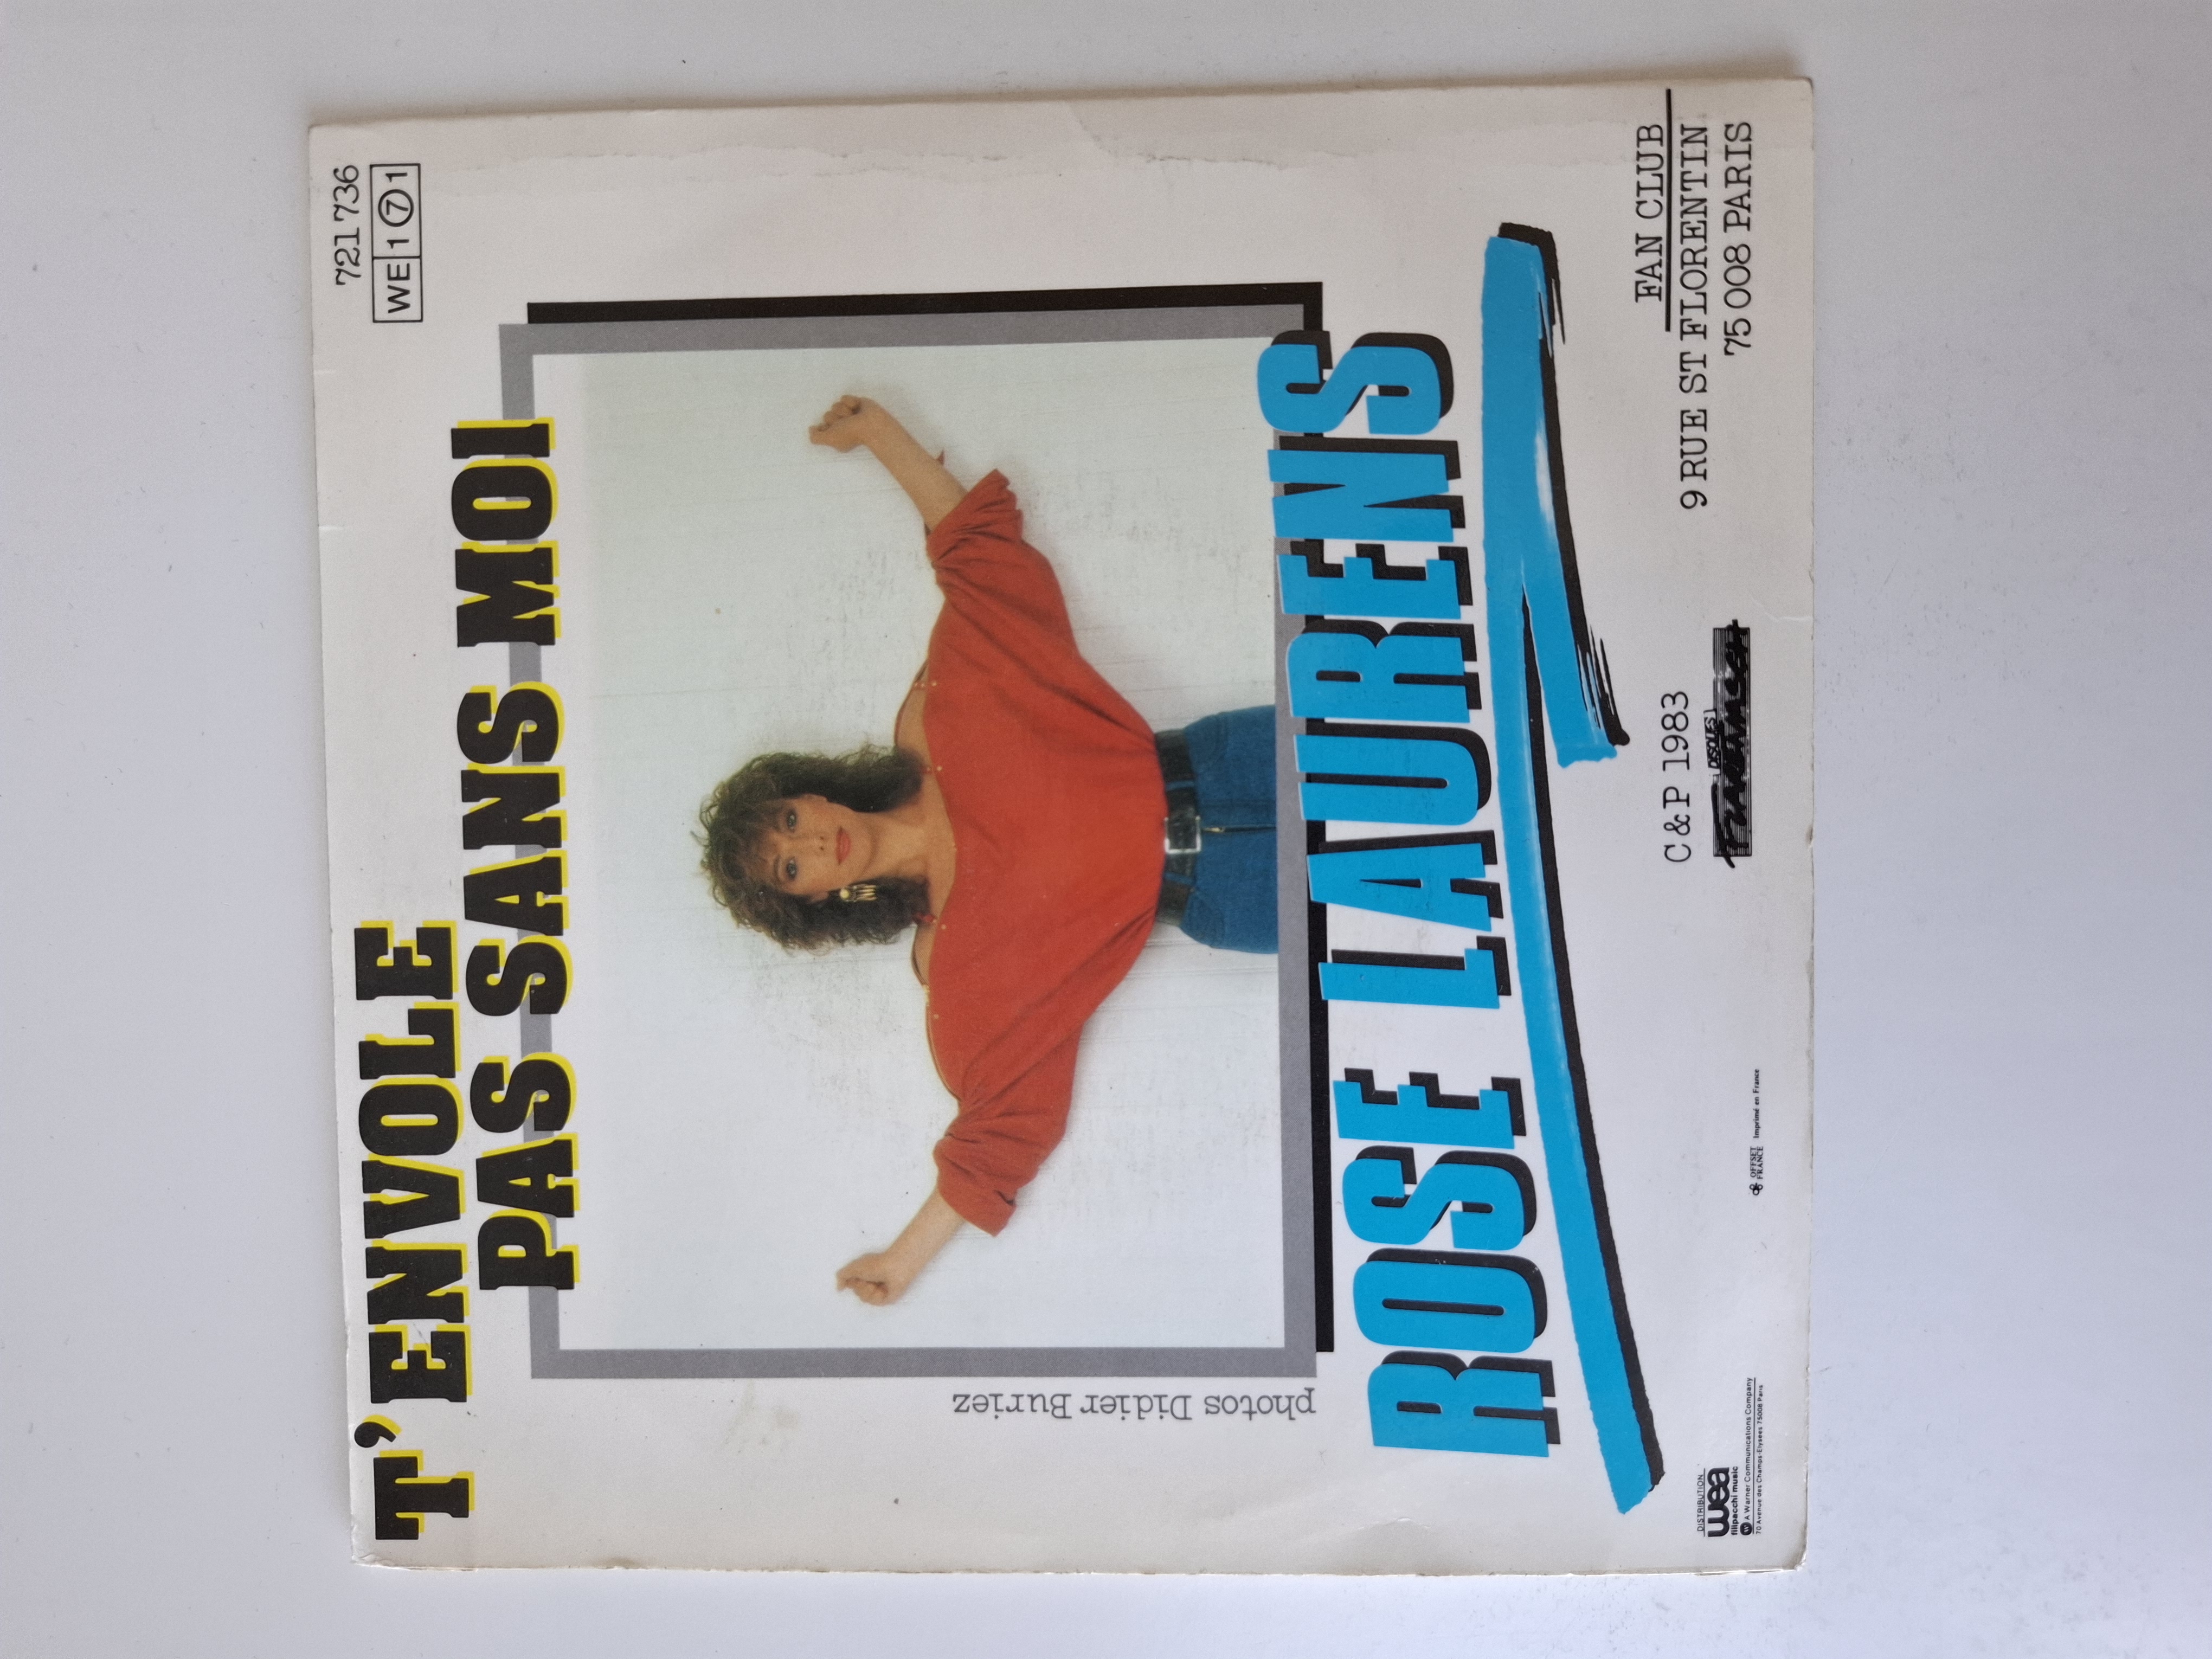 721 736
WE 1 7 1
T'ENVOLE
PAS SANS MOI
photos Didier Buriez
ROSE LAURENS
FAN CLUB
9 RUE ST FLORENTIN
75 008 PARIS
C & P 1983
DISQUES
FLARENASCH
DISTRIBUTION
wea
filipacchi music
A Warner Communications Company
70 Avenue des Champs-Elysées 75008 Paris
OFFSET
FRANCE
Imprimé en France